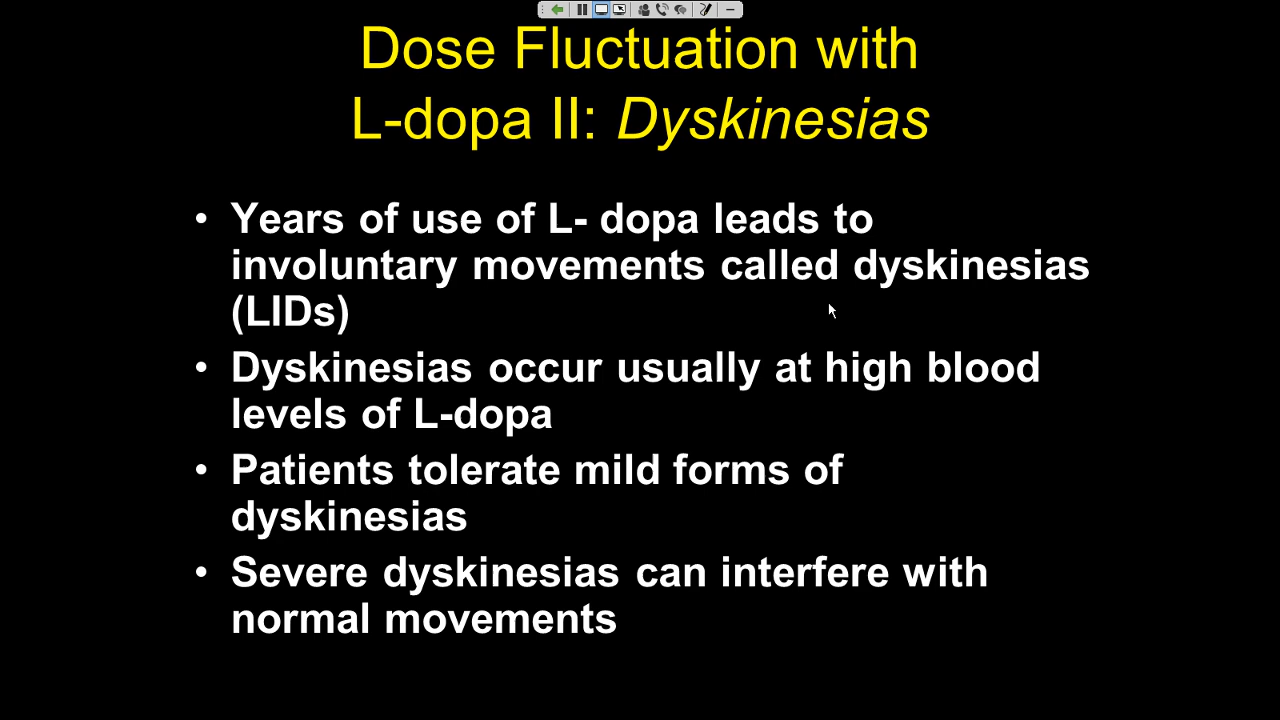 Dose Fluctuation with
L-dopa II: Dyskinesias
• Years of use of L- dopa leads to
involuntary movements called dyskinesias
(LIDs)
• Dyskinesias occur usually at high blood
levels of L-dopa
• Patients tolerate mild forms of
dyskinesias
• Severe dyskinesias can interfere with
normal movements